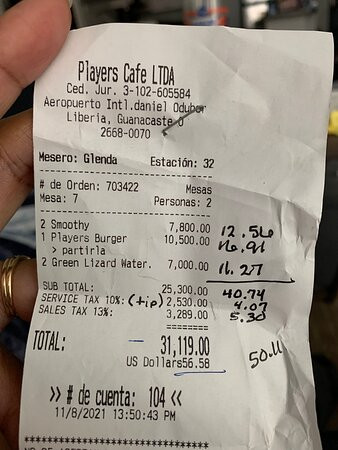 Players Cafe LTDA
Ced. Jur. 3-102-605584
Aeropuerto Intl.daniel Odubor
Liberia, Guanacaste 0
2668-0070
Mesero: Glenda Estación: 32
# de Orden: 703422 Mesas
Mesa: 7 Personas: 2
2 Smoothy 7,800.00 12.56
1 Players Burger 10,500.00 16.91
> partirla
2 Green Lizard Water. 7,000.00 11.27
SUB TOTAL: 25,300.00 40.74
SERVICE TAX 10%: (tip) 2,530.00 4.07
SALES TAX 13%: 3,289.00 5.30
========
TOTAL: 31,119.00 50.11
US Dollars56.58
>> # de cuenta: 104 <<
11/8/2021 13:50:43 PM